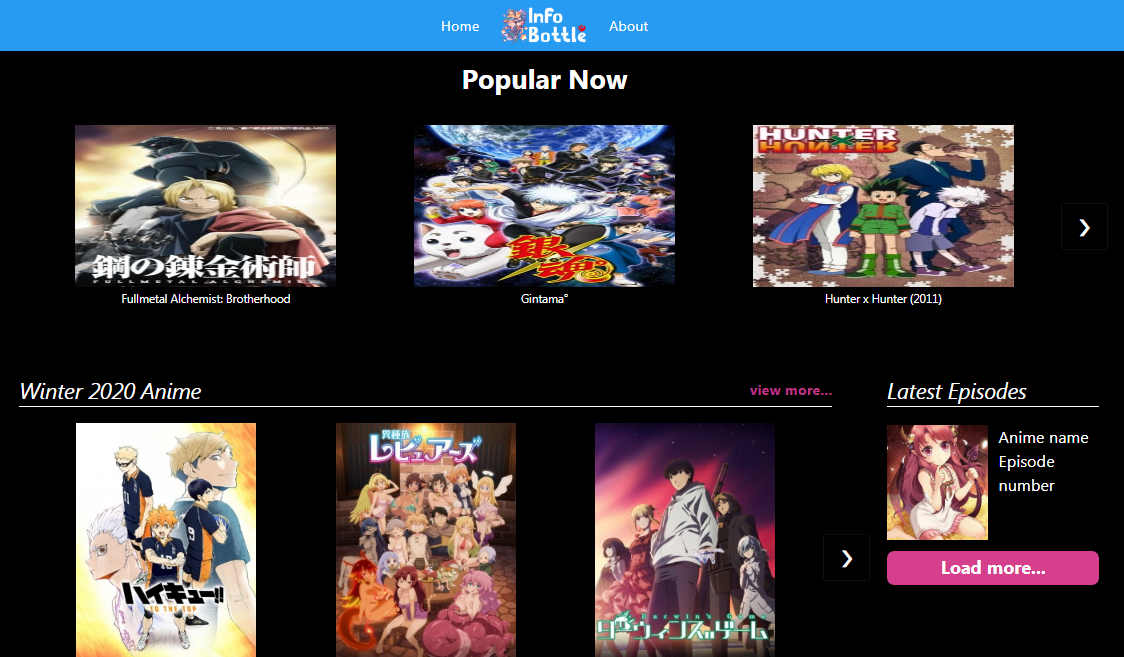 Home
Info
Bottle
About
Popular Now
鋼の錬金術師
FULLMETAL ALCHEMIST
Fullmetal Alchemist: Brotherhood
銀魂
Gintama°
HUNTER
HUNTER
Hunter x Hunter (2011)
❯
Winter 2020 Anime
view more...
Latest Episodes
ハイキュー!!
TO THE TOP
異種族
レビュアーズ
Darwin's Game
ダーウィンズゲーム
❯
Anime name
Episode
number
Load more...